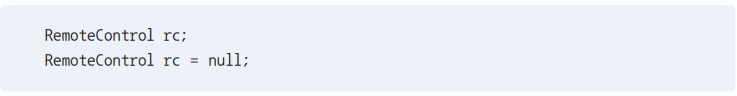 RemoteControl rc;
RemoteControl rc = null;